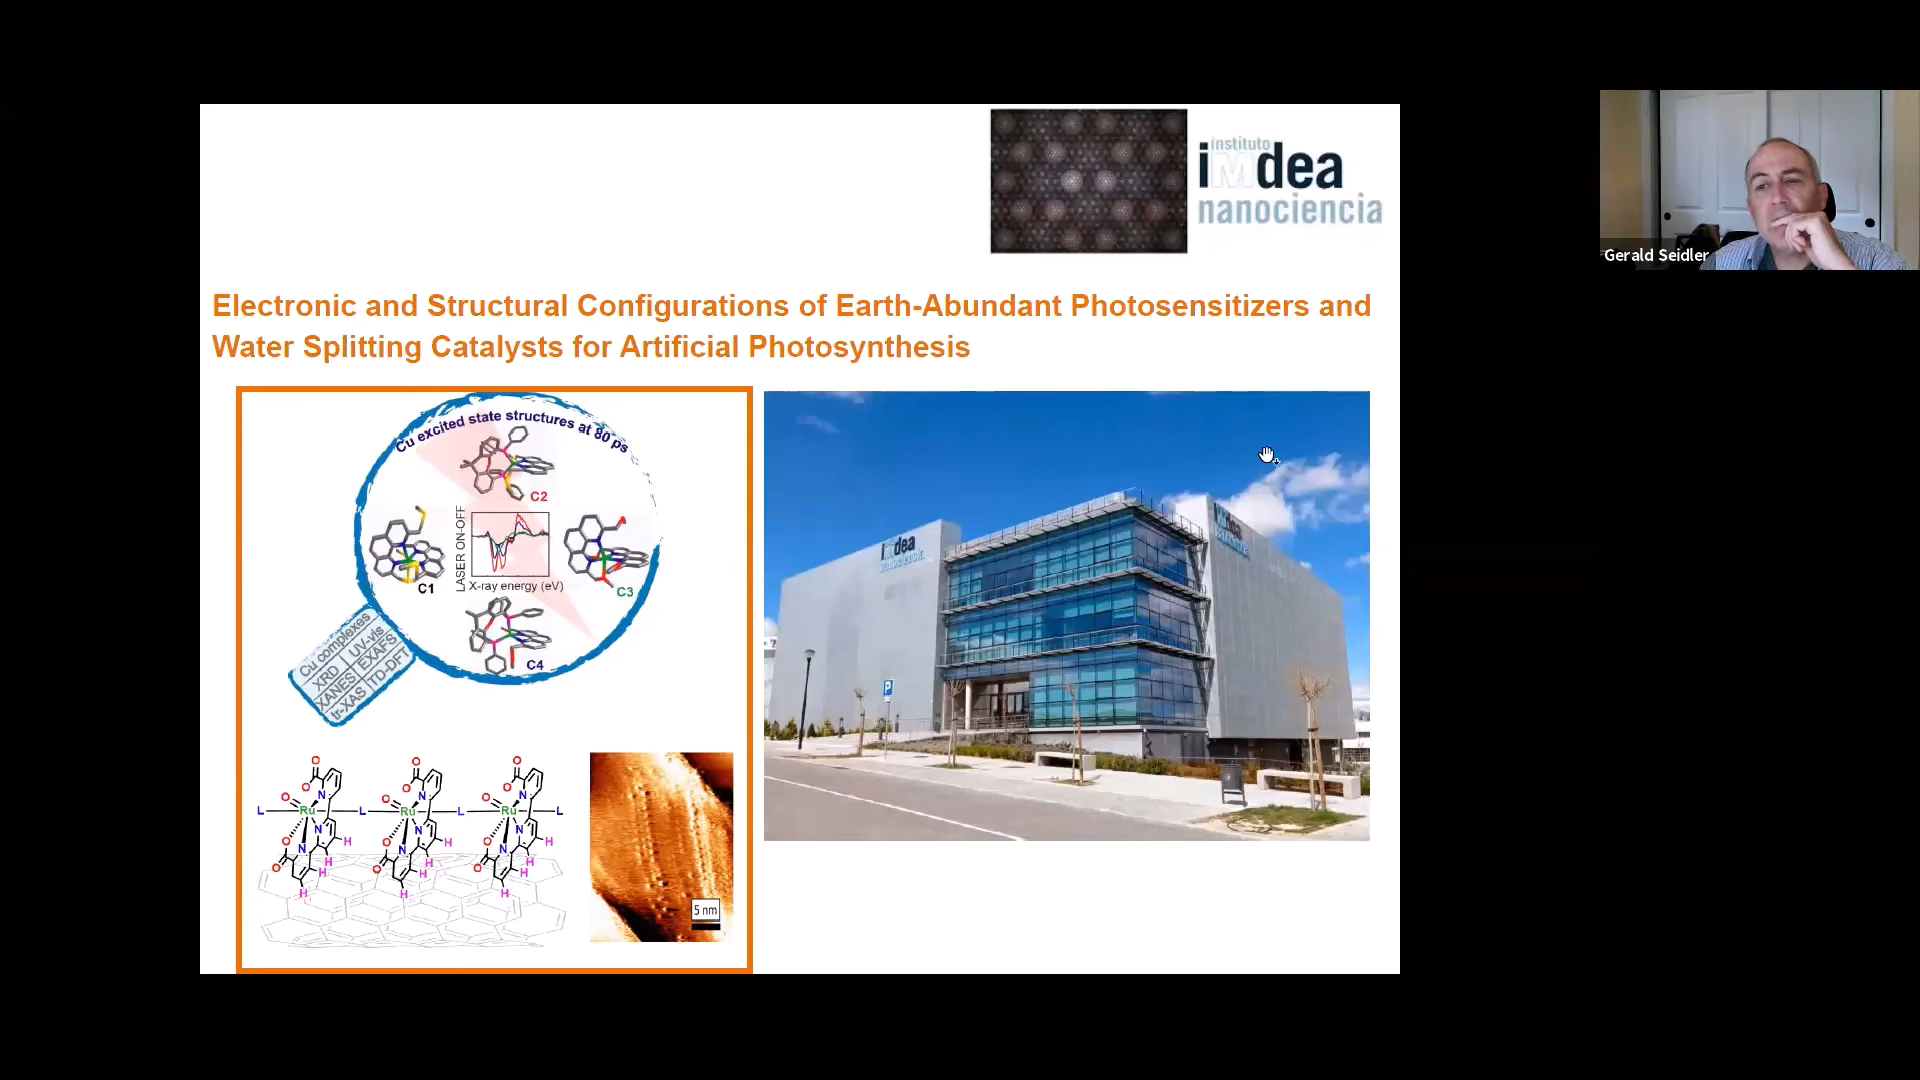 instituto
iMdea
nanociencia
Gerald Seidler
Electronic and Structural Configurations of Earth-Abundant Photosensitizers and
Water Splitting Catalysts for Artificial Photosynthesis
Cu excited state structures at 80 ps
C2
LASER ON-OFF
X-ray energy (eV)
C1
C3
C4
Cu complexes
XRD UV-vis
XANES EXAFS
tr-XAS TD-DFT
imdea
nanociencia
P
O
O
O
O
O
O
N
N
N
O
O
O
L
Ru
L
Ru
L
Ru
L
N
N
N
O
H
O
H
O
H
N
N
N
H
H
H
O
H
O
H
O
H
H
H
H
5 nm